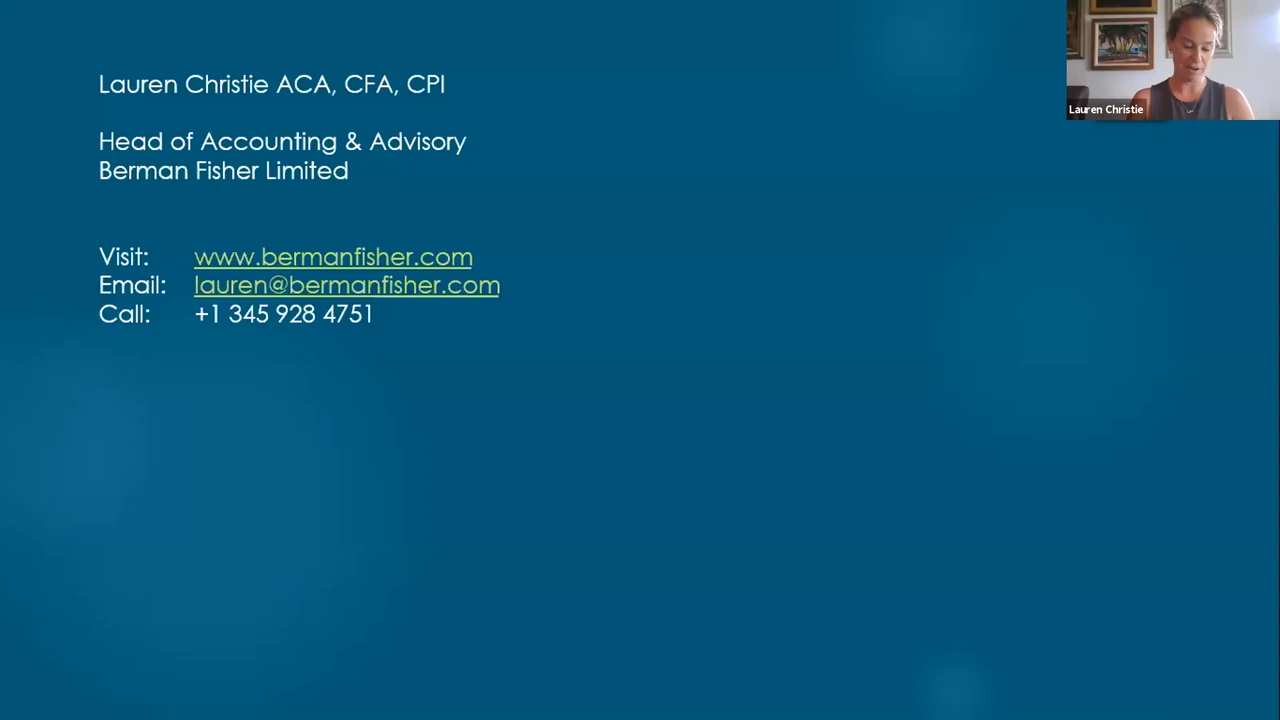 Lauren Christie ACA, CFA, CPI
Head of Accounting & Advisory
Berman Fisher Limited
Visit: www.bermanfisher.com
Email: lauren@bermanfisher.com
Call: +1 345 928 4751
Lauren Christie